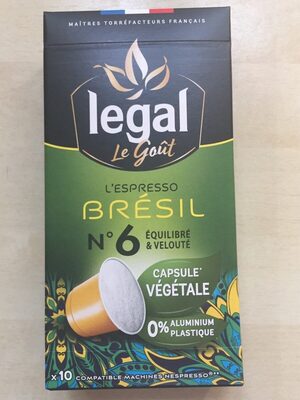 MAÎTRES TORRÉFACTEURS FRANÇAIS
legal
Le Goût
L'ESPRESSO
BRÉSIL
N°6 ÉQUILIBRÉ
& VELOUTÉ
CAPSULE*
VÉGÉTALE
0% ALUMINIUM
PLASTIQUE
x10 COMPATIBLE MACHINES NESPRESSO®**